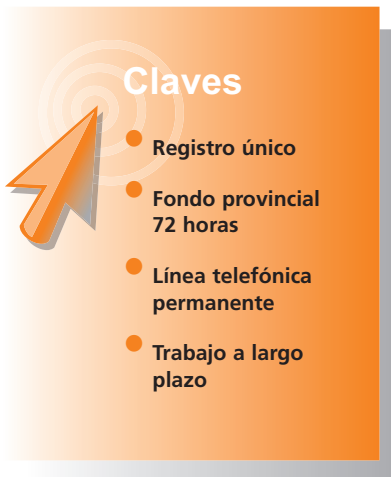 Claves
Registro único
Fondo provincial
72 horas
Línea telefónica
permanente
Trabajo a largo
plazo